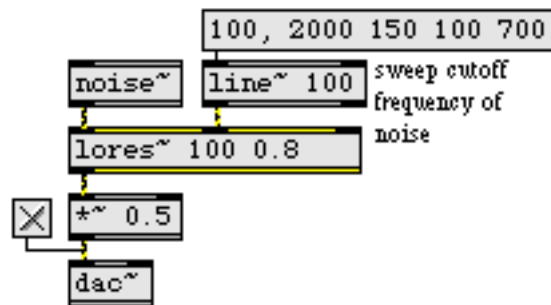 100, 2000 150 100 700
noise~
line~ 100
sweep cutoff
frequency of
noise
lores~ 100 0.8
*~ 0.5
dac~